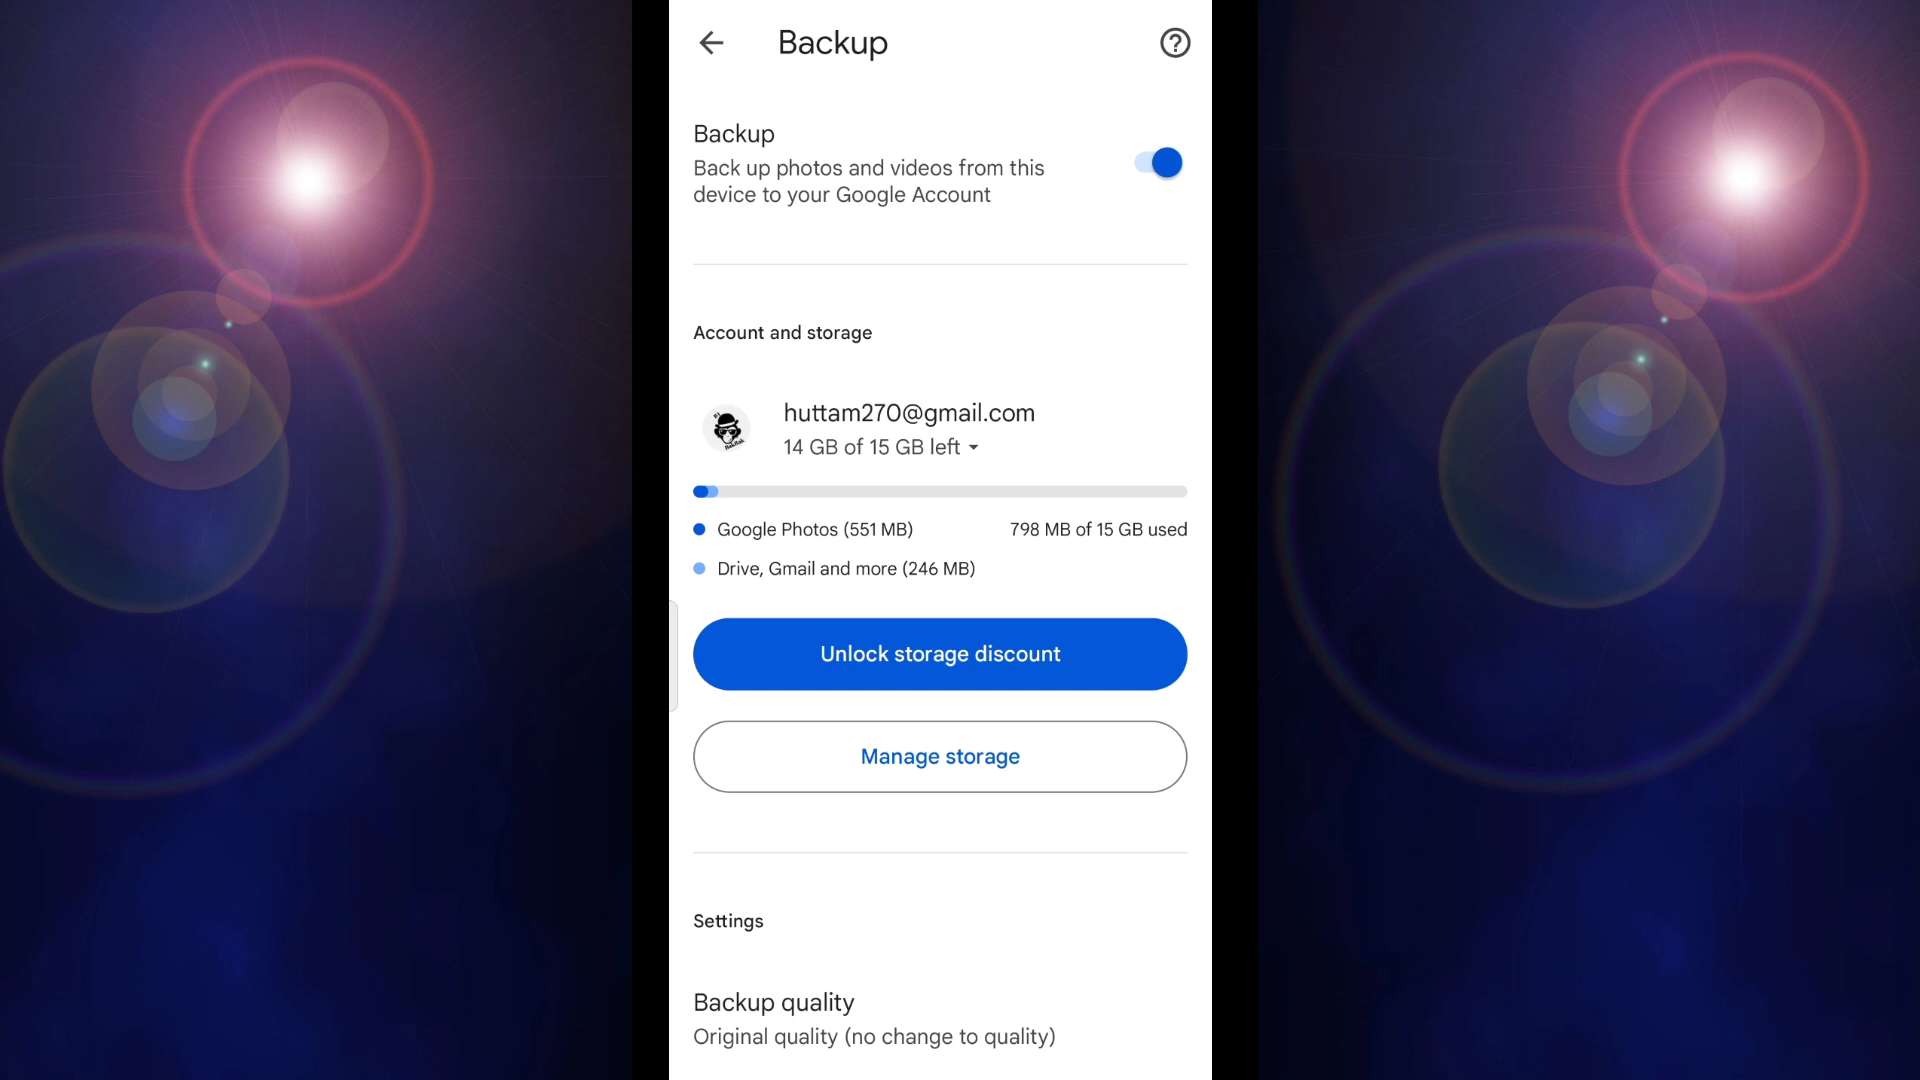 Backup
Backup
Back up photos and videos from this
device to your Google Account
Account and storage
huttam270@gmail.com
14 GB of 15 GB left
Google Photos (551 MB)
798 MB of 15 GB used
Drive, Gmail and more (246 MB)
Unlock storage discount
Manage storage
Settings
Backup quality
Original quality (no change to quality)